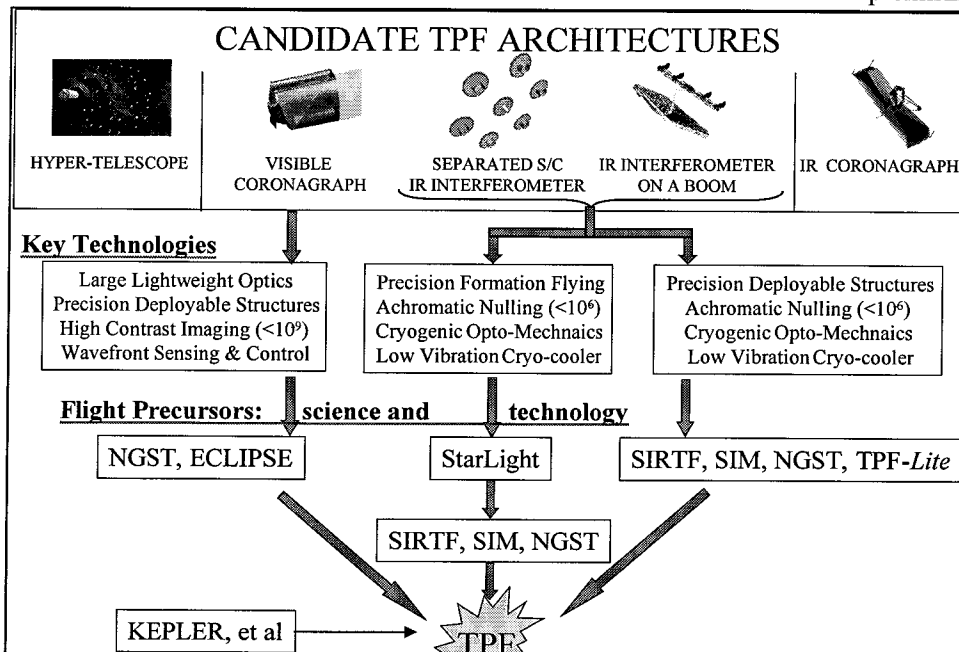 CANDIDATE TPF ARCHITECTURES
HYPER-TELESCOPE
VISIBLE
CORONAGRAPH
SEPARATED S/C
IR INTERFEROMETER
IR INTERFEROMETER
ON A BOOM
IR CORONAGRAPH
Key Technologies
Large Lightweight Optics
Precision Deployable Structures
High Contrast Imaging (<10⁹)
Wavefront Sensing & Control
Precision Formation Flying
Achromatic Nulling (<10⁶)
Cryogenic Opto-Mechnaics
Low Vibration Cryo-cooler
Precision Deployable Structures
Achromatic Nulling (<10⁶)
Cryogenic Opto-Mechnaics
Low Vibration Cryo-cooler
Flight Precursors: science and technology
NGST, ECLIPSE
StarLight
SIRTF, SIM, NGST, TPF-Lite
SIRTF, SIM, NGST
KEPLER, et al
TPF